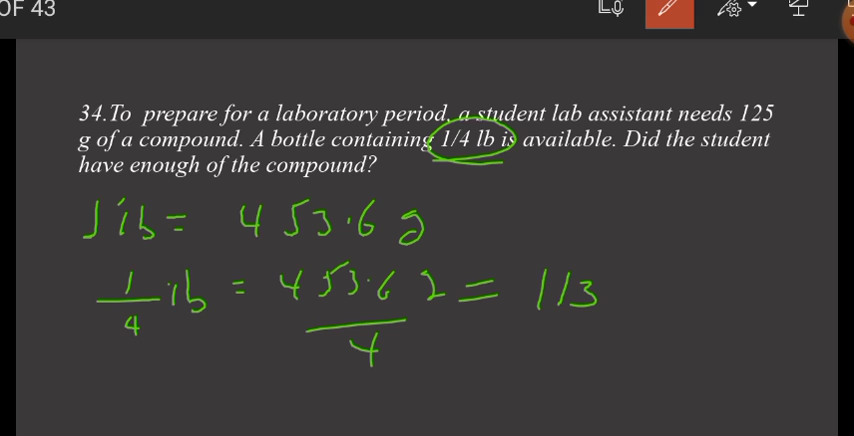 OF 43
34.To prepare for a laboratory period, a student lab assistant needs 125
g of a compound. A bottle containing 1/4 lb is available. Did the student
have enough of the compound?
1 ib = 453.6 g
1/4 ib = 453.6 g/4 = 113